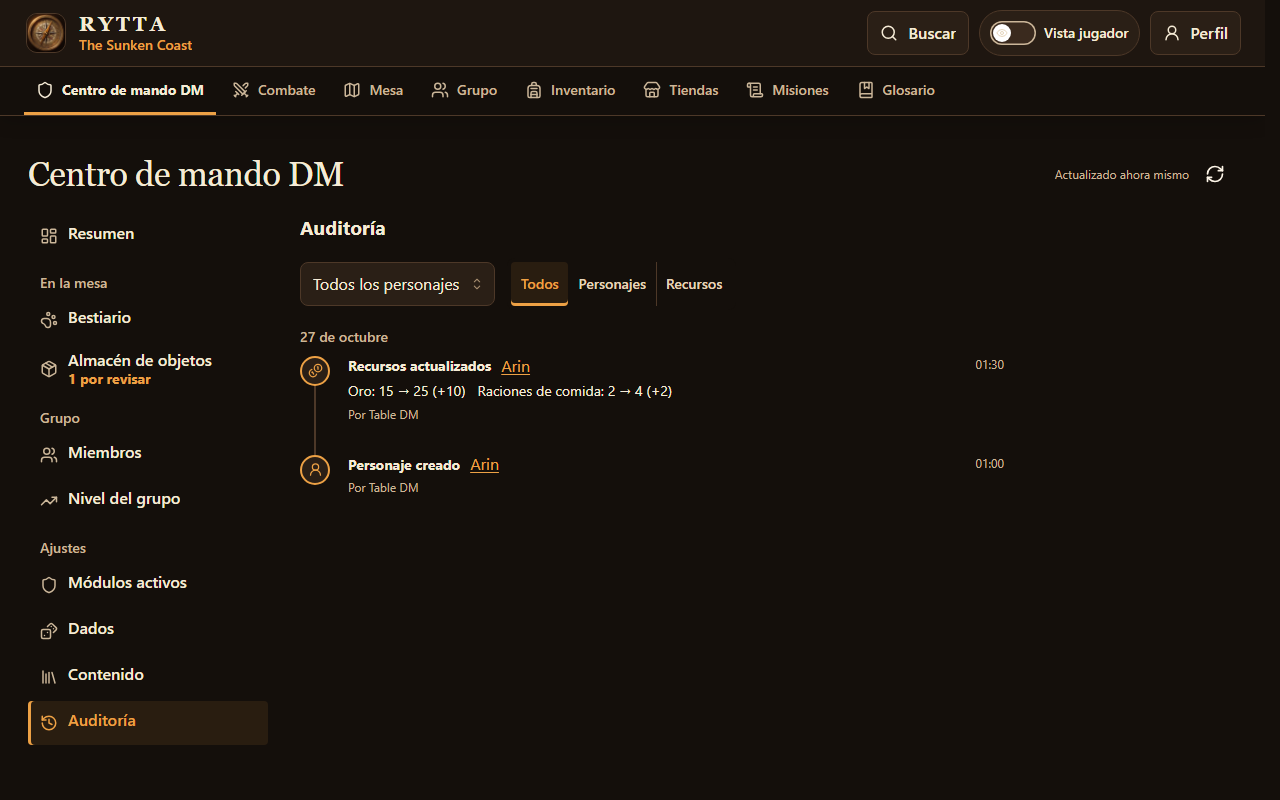 RYTTA
The Sunken Coast
Buscar
Vista jugador
Perfil
Centro de mando DM
Combate
Mesa
Grupo
Inventario
Tiendas
Misiones
Glosario
Centro de mando DM
Actualizado ahora mismo
Resumen
En la mesa
Bestiario
Almacén de objetos
1 por revisar
Grupo
Miembros
Nivel del grupo
Ajustes
Módulos activos
Dados
Contenido
Auditoría
Auditoría
Todos los personajes
Todos
Personajes
Recursos
27 de octubre
Recursos actualizados Arin 01:30
Oro: 15 → 25 (+10) Raciones de comida: 2 → 4 (+2)
Por Table DM
Personaje creado Arin 01:00
Por Table DM